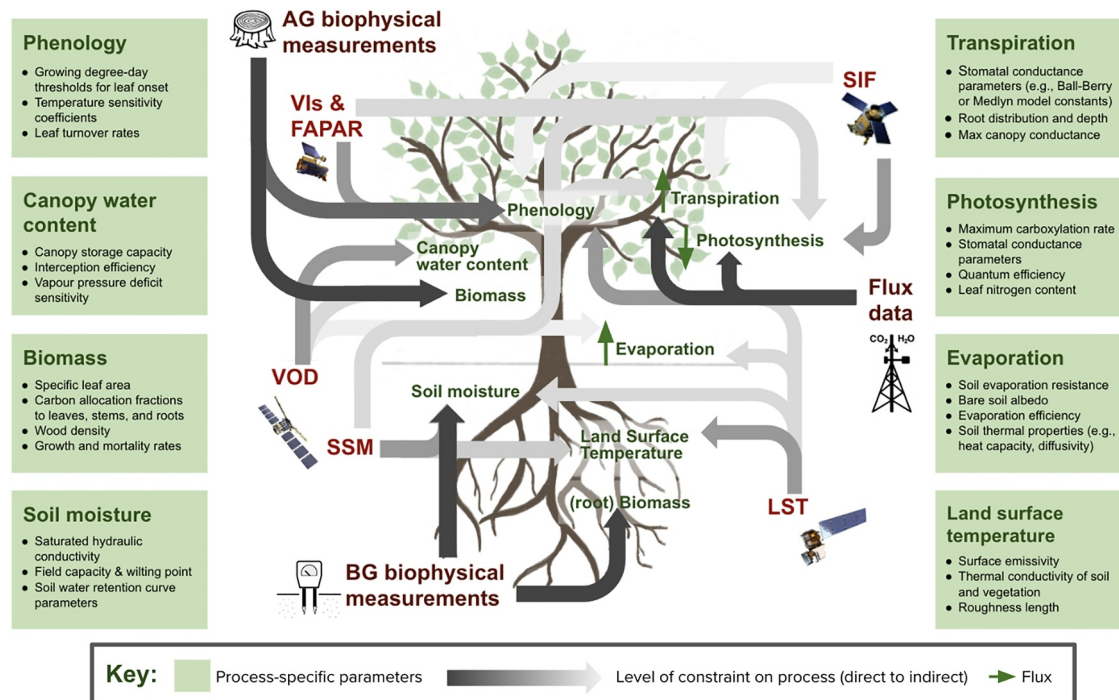 AG biophysical
measurements
Phenology
Growing degree-day
thresholds for leaf onset
Temperature sensitivity
coefficients
Leaf turnover rates
Canopy water
content
Canopy storage capacity
Interception efficiency
Vapour pressure deficit
sensitivity
Biomass
Specific leaf area
Carbon allocation fractions
to leaves, stems, and roots
Wood density
Growth and mortality rates
Soil moisture
Saturated hydraulic
conductivity
Field capacity & wilting point
Soil water retention curve
parameters
VIs &
FAPAR
SIF
Phenology
Transpiration
Photosynthesis
Canopy
water content
Biomass
Flux
data
CO₂ H₂O
Evaporation
VOD
Soil moisture
SSM
Land Surface
Temperature
(root) Biomass
LST
BG biophysical
measurements
Transpiration
Stomatal conductance
parameters (e.g., Ball-Berry
or Medlyn model constants)
Root distribution and depth
Max canopy conductance
Photosynthesis
Maximum carboxylation rate
Stomatal conductance
parameters
Quantum efficiency
Leaf nitrogen content
Evaporation
Soil evaporation resistance
Bare soil albedo
Evaporation efficiency
Soil thermal properties (e.g.,
heat capacity, diffusivity)
Land surface
temperature
Surface emissivity
Thermal conductivity of soil
and vegetation
Roughness length
Key:
Process-specific parameters
Level of constraint on process (direct to indirect)
Flux